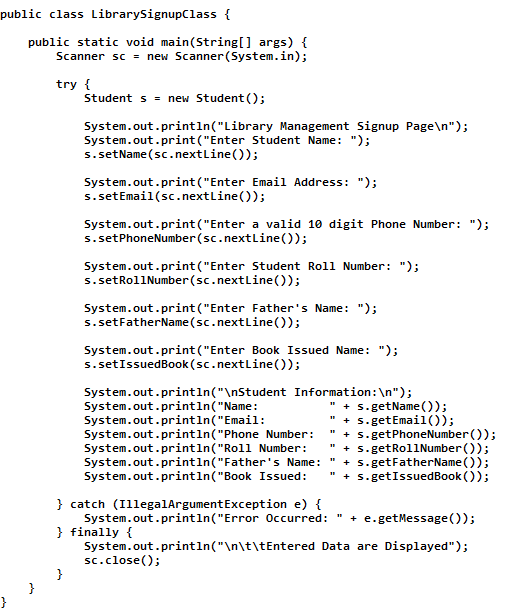 public class LibrarySignupClass {
    public static void main(String[] args) {
        Scanner sc = new Scanner(System.in);
        try {
            Student s = new Student();
            System.out.println("Library Management Signup Page\n");
            System.out.print("Enter Student Name: ");
            s.setName(sc.nextLine());
            System.out.print("Enter Email Address: ");
            s.setEmail(sc.nextLine());
            System.out.print("Enter a valid 10 digit Phone Number: ");
            s.setPhoneNumber(sc.nextLine());
            System.out.print("Enter Student Roll Number: ");
            s.setRollNumber(sc.nextLine());
            System.out.print("Enter Father's Name: ");
            s.setFatherName(sc.nextLine());
            System.out.print("Enter Book Issued Name: ");
            s.setIssuedBook(sc.nextLine());
            System.out.println("\nStudent Information:\n");
            System.out.println("Name:          " + s.getName());
            System.out.println("Email:         " + s.getEmail());
            System.out.println("Phone Number:  " + s.getPhoneNumber());
            System.out.println("Roll Number:   " + s.getRollNumber());
            System.out.println("Father's Name: " + s.getFatherName());
            System.out.println("Book Issued:   " + s.getIssuedBook());
        } catch (IllegalArgumentException e) {
            System.out.println("Error Occurred: " + e.getMessage());
        } finally {
            System.out.println("\n\t\tEntered Data are Displayed");
            sc.close();
        }
    }
}